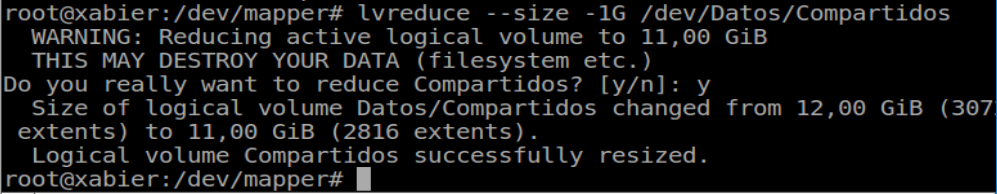 root@xabier:/dev/mapper# lvreduce --size -1G /dev/Datos/Compartidos
WARNING: Reducing active logical volume to 11,00 GiB
THIS MAY DESTROY YOUR DATA (filesystem etc.)
Do you really want to reduce Compartidos? [y/n]: y
Size of logical volume Datos/Compartidos changed from 12,00 GiB
extents) to 11,00 GiB (2816 extents).
Logical volume Compartidos successfully resized.
root@xabier:/dev/mapper#